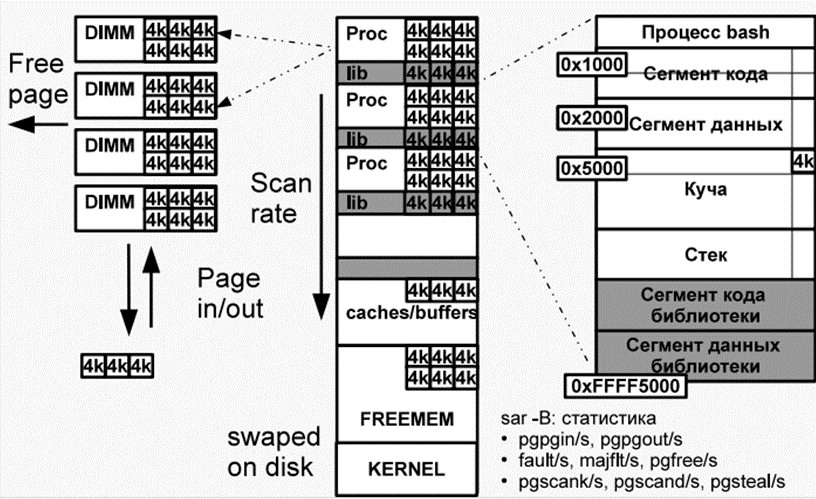 DIMM 4k 4k 4k
4k 4k 4k
DIMM 4k 4k 4k
4k 4k 4k
DIMM 4k 4k 4k
4k 4k 4k
DIMM 4k 4k 4k
4k 4k 4k
Free
page
Page
in/out
4k 4k 4k
Scan
rate
swaped
on disk
Proc 4k 4k 4k
4k 4k 4k
lib 4k 4k 4k
Proc 4k 4k 4k
4k 4k 4k
lib 4k 4k 4k
Proc 4k 4k 4k
4k 4k 4k
lib 4k 4k 4k
4k 4k 4k
caches/buffers
4k 4k 4k
4k 4k 4k
FREEMEM
KERNEL
Процесс bash
0x1000
Сегмент кода
0x2000
Сегмент данных
0x5000
4k
Куча
Стек
Сегмент кода
библиотеки
Сегмент данных
библиотеки
0xFFFF5000
sar -B: статистика
• pgpgin/s, pgpgout/s
• fault/s, majflt/s, pgfree/s
• pgscank/s, pgscand/s, pgsteal/s